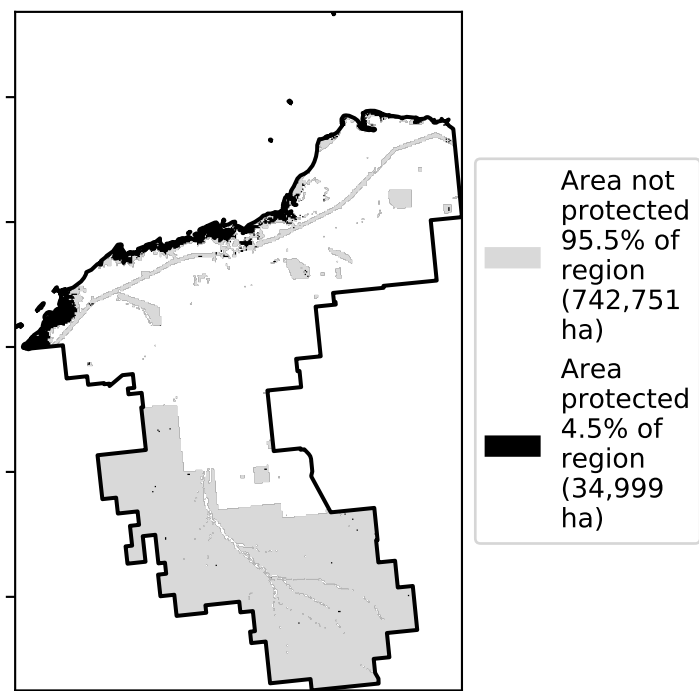 Area not
protected
95.5% of
region
(742,751
ha)
Area
protected
4.5% of
region
(34,999
ha)